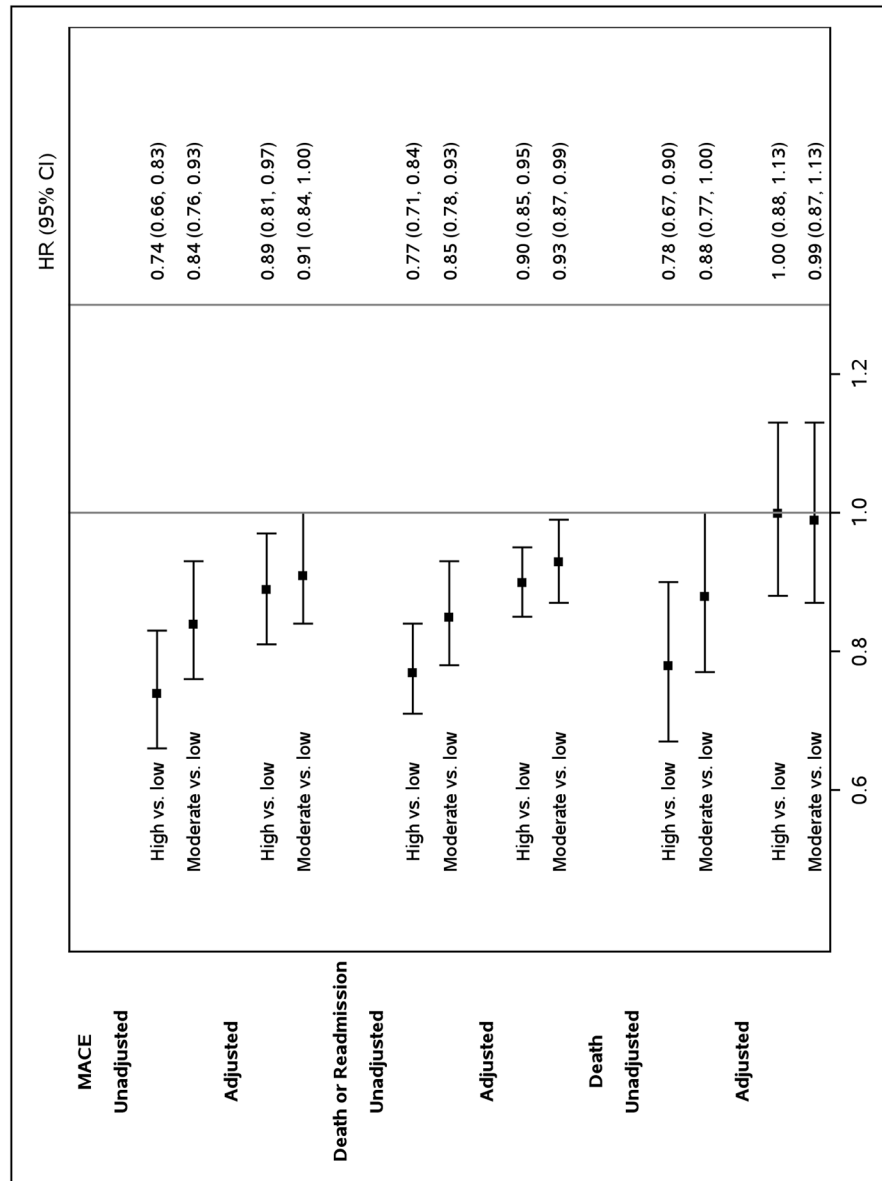 HR (95% CI)
MACE
Unadjusted
High vs. low 0.74 (0.66, 0.83)
Moderate vs. low 0.84 (0.76, 0.93)
Adjusted
High vs. low 0.89 (0.81, 0.97)
Moderate vs. low 0.91 (0.84, 1.00)
Death or Readmission
Unadjusted
High vs. low 0.77 (0.71, 0.84)
Moderate vs. low 0.85 (0.78, 0.93)
Adjusted
High vs. low 0.90 (0.85, 0.95)
Moderate vs. low 0.93 (0.87, 0.99)
Death
Unadjusted
High vs. low 0.78 (0.67, 0.90)
Moderate vs. low 0.88 (0.77, 1.00)
Adjusted
High vs. low 1.00 (0.88, 1.13)
Moderate vs. low 0.99 (0.87, 1.13)
0.6 0.8 1.0 1.2